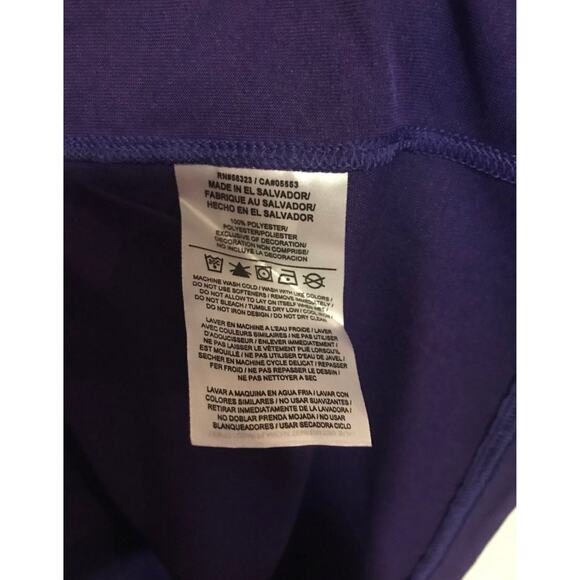 RN#56323 / CA#05553
MADE IN EL SALVADOR/
FABRIQUE AU SALVADOR/
HECHO EN EL SALVADOR
100% POLYESTER/
POLYESTER/POLIESTER
EXCLUSIVE OF DECORATION/
DECORATION NON COMPRISE/
NO INCLUYE LA DECORACION
MACHINE WASH COLD / WASH WITH LIKE COLORS /
DO NOT USE SOFTENERS / REMOVE IMMEDIATELY /
DO NOT ALLOW TO LAY ON ITSELF WHEN WET /
DO NOT BLEACH / TUMBLE DRY LOW / COOL IRON /
DO NOT IRON DESIGN / DO NOT DRY CLEAN
LAVER EN MACHINE A L'EAU FROIDE / LAVER
AVEC COULEURS SIMILAIRES / NE PAS UTILISER
D'ADOUCISSEUR / ENLEVER IMMEDIATEMENT /
NE PAS LAISSER LE VÊTEMENT PLIÉ LORSQU'IL
EST MOUILLÉ / NE PAS UTILISER D'EAU DE JAVEL /
SECHER EN MACHINE CYCLE DELICAT / REPASSER
FER FROID / NE PAS REPASSER LE DESSIN /
NE PAS NETTOYER A SEC
LAVAR A MAQUINA EN AGUA FRIA / LAVAR CON
COLORES SIMILARES / NO USAR SUAVIZANTES /
RETIRAR INMEDIATAMENTE DE LA LAVADORA /
NO DOBLAR PRENDA MOJADA / NO USAR
BLANQUEADORES / USAR SECADORA CICLO